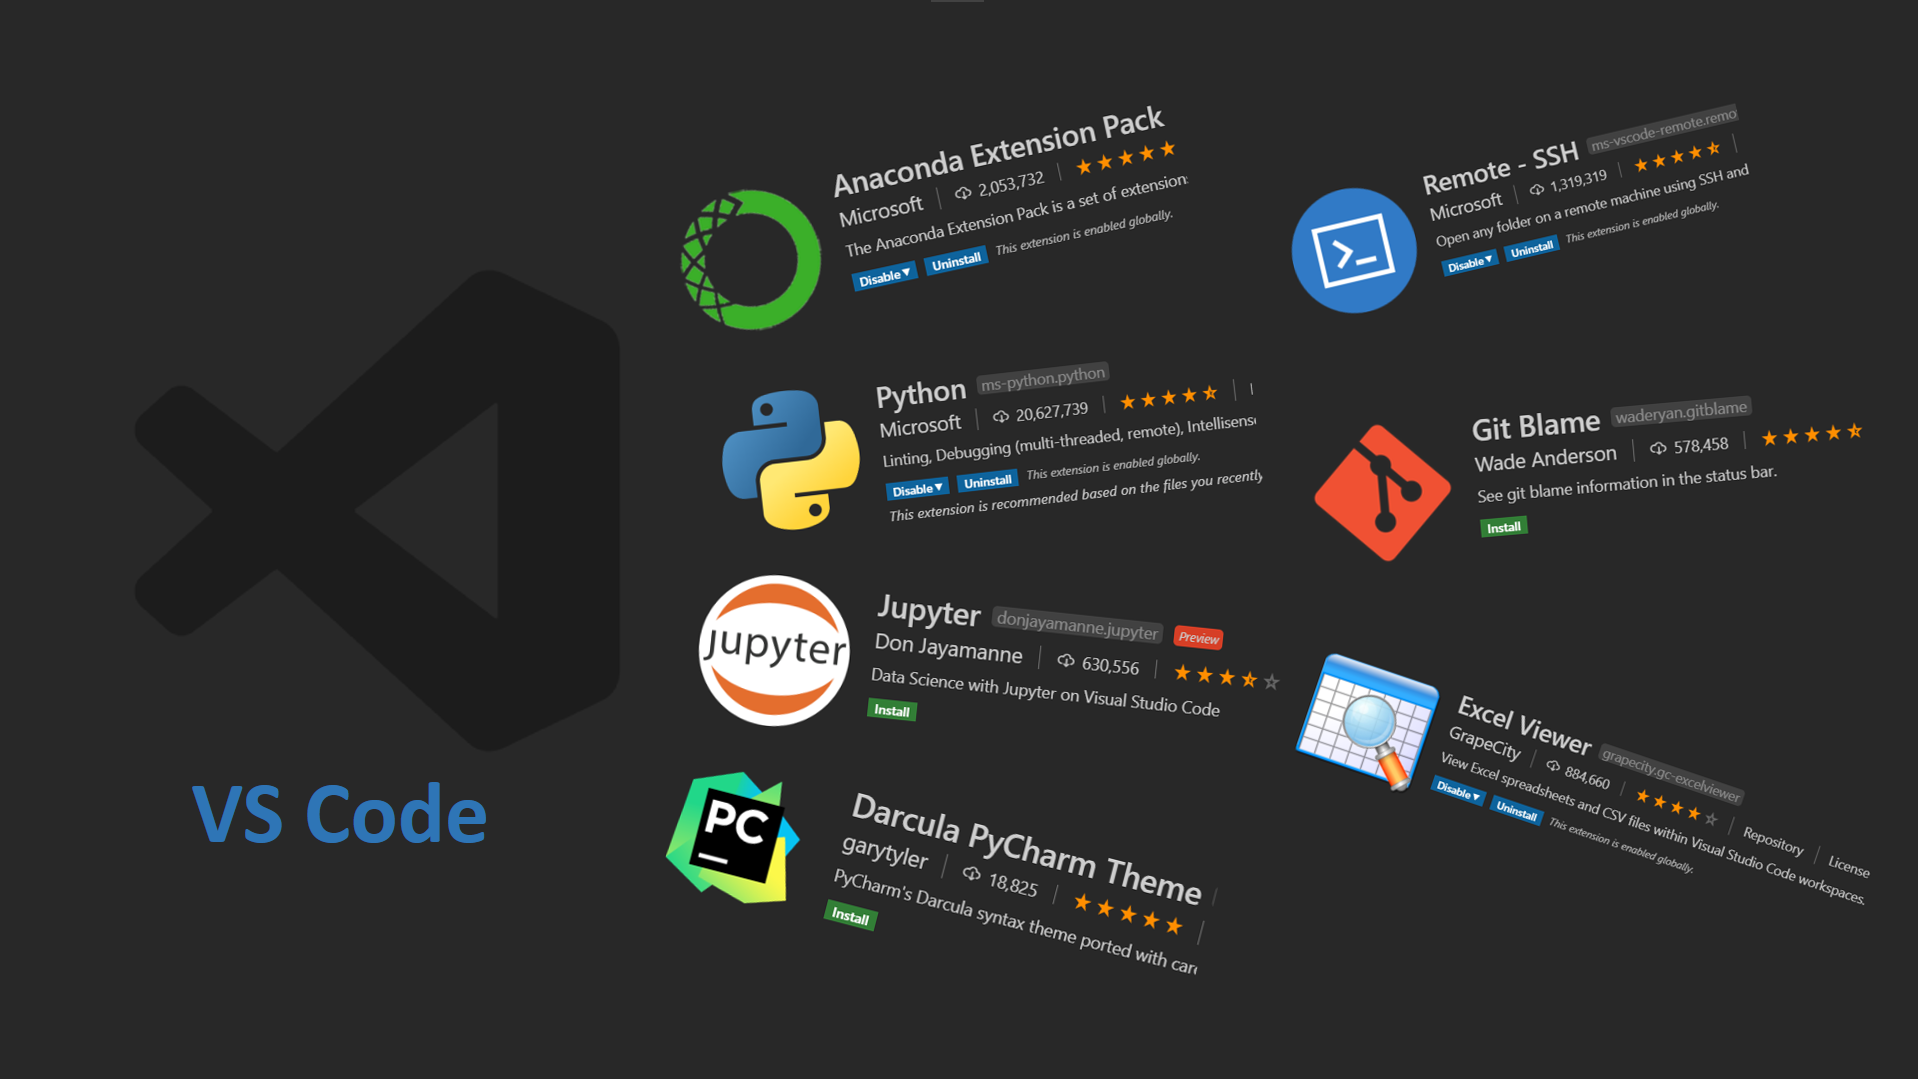 VS Code
Anaconda Extension Pack
Microsoft 2,053,732
The Anaconda Extension Pack is a set of extension
Disable Uninstall This extension is enabled globally.
Python ms-python.python
Microsoft 20,627,739
Linting, Debugging (multi-threaded, remote), Intellisens
Disable Uninstall This extension is enabled globally.
This extension is recommended based on the files you recently
jupyter
Jupyter donjayamanne.jupyter Preview
Don Jayamanne 630,556
Data Science with Jupyter on Visual Studio Code
Install
PC
Darcula PyCharm Theme
garytyler 18,825
PyCharm's Darcula syntax theme ported with care
Install
Remote - SSH ms-vscode-remote.remo
Microsoft 1,319,319
Open any folder on a remote machine using SSH and
Disable Uninstall This extension is enabled globally.
Git Blame waderyan.gitblame
Wade Anderson 578,458
See git blame information in the status bar.
Install
Excel Viewer grapecity.gc-excelviewer
GrapeCity 884,660 Repository License
View Excel spreadsheets and CSV files within Visual Studio Code workspaces.
Disable Uninstall This extension is enabled globally.